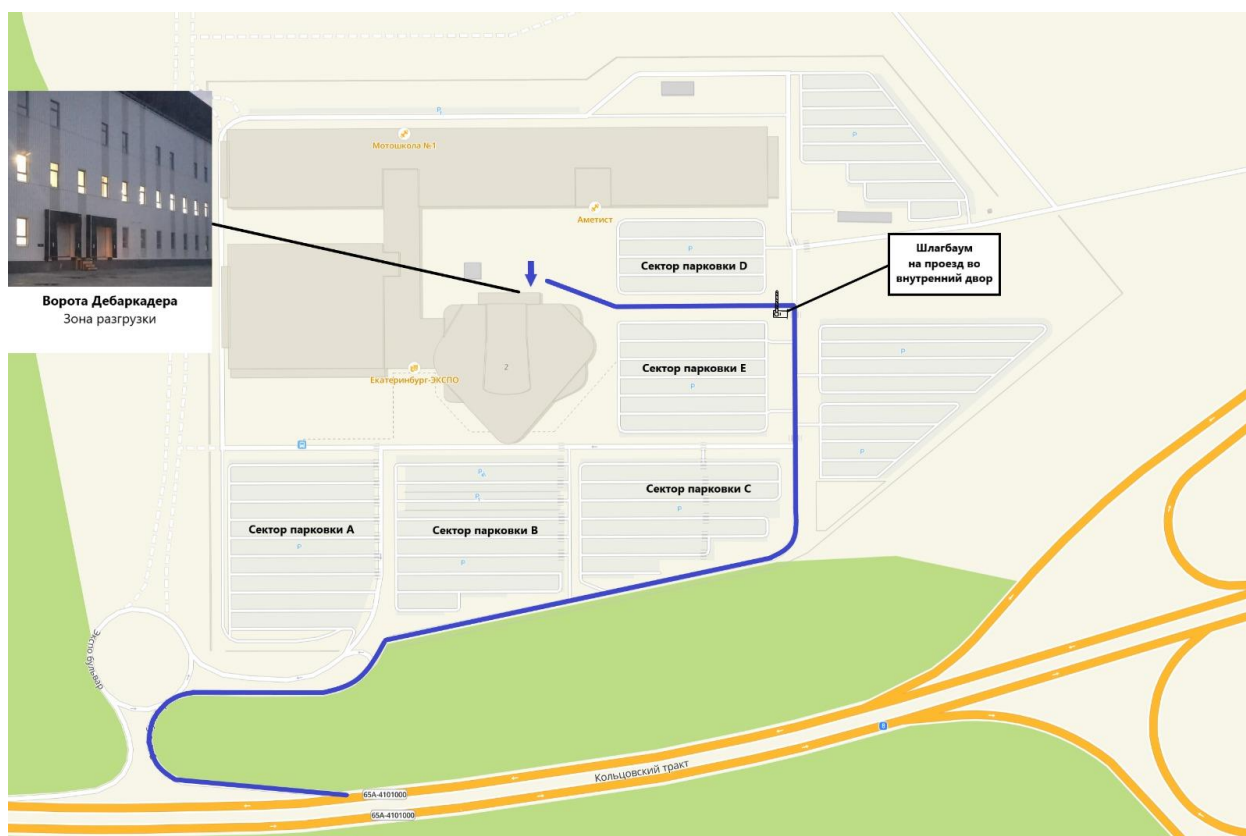 Р
Мотошкола №1
Р
Аметист
Р
Сектор парковки D
Шлагбаум
на проезд во
внутренний двор
Ворота Дебаркадера
Зона разгрузки
2
Екатеринбург-ЭКСПО
Сектор парковки E
Р
Р
Р
Р
Сектор парковки A
Р
Сектор парковки B
Р
Р
Сектор парковки C
Р
Экспо бульвар
Кольцовский тракт
65А-4101000
65А-4101000